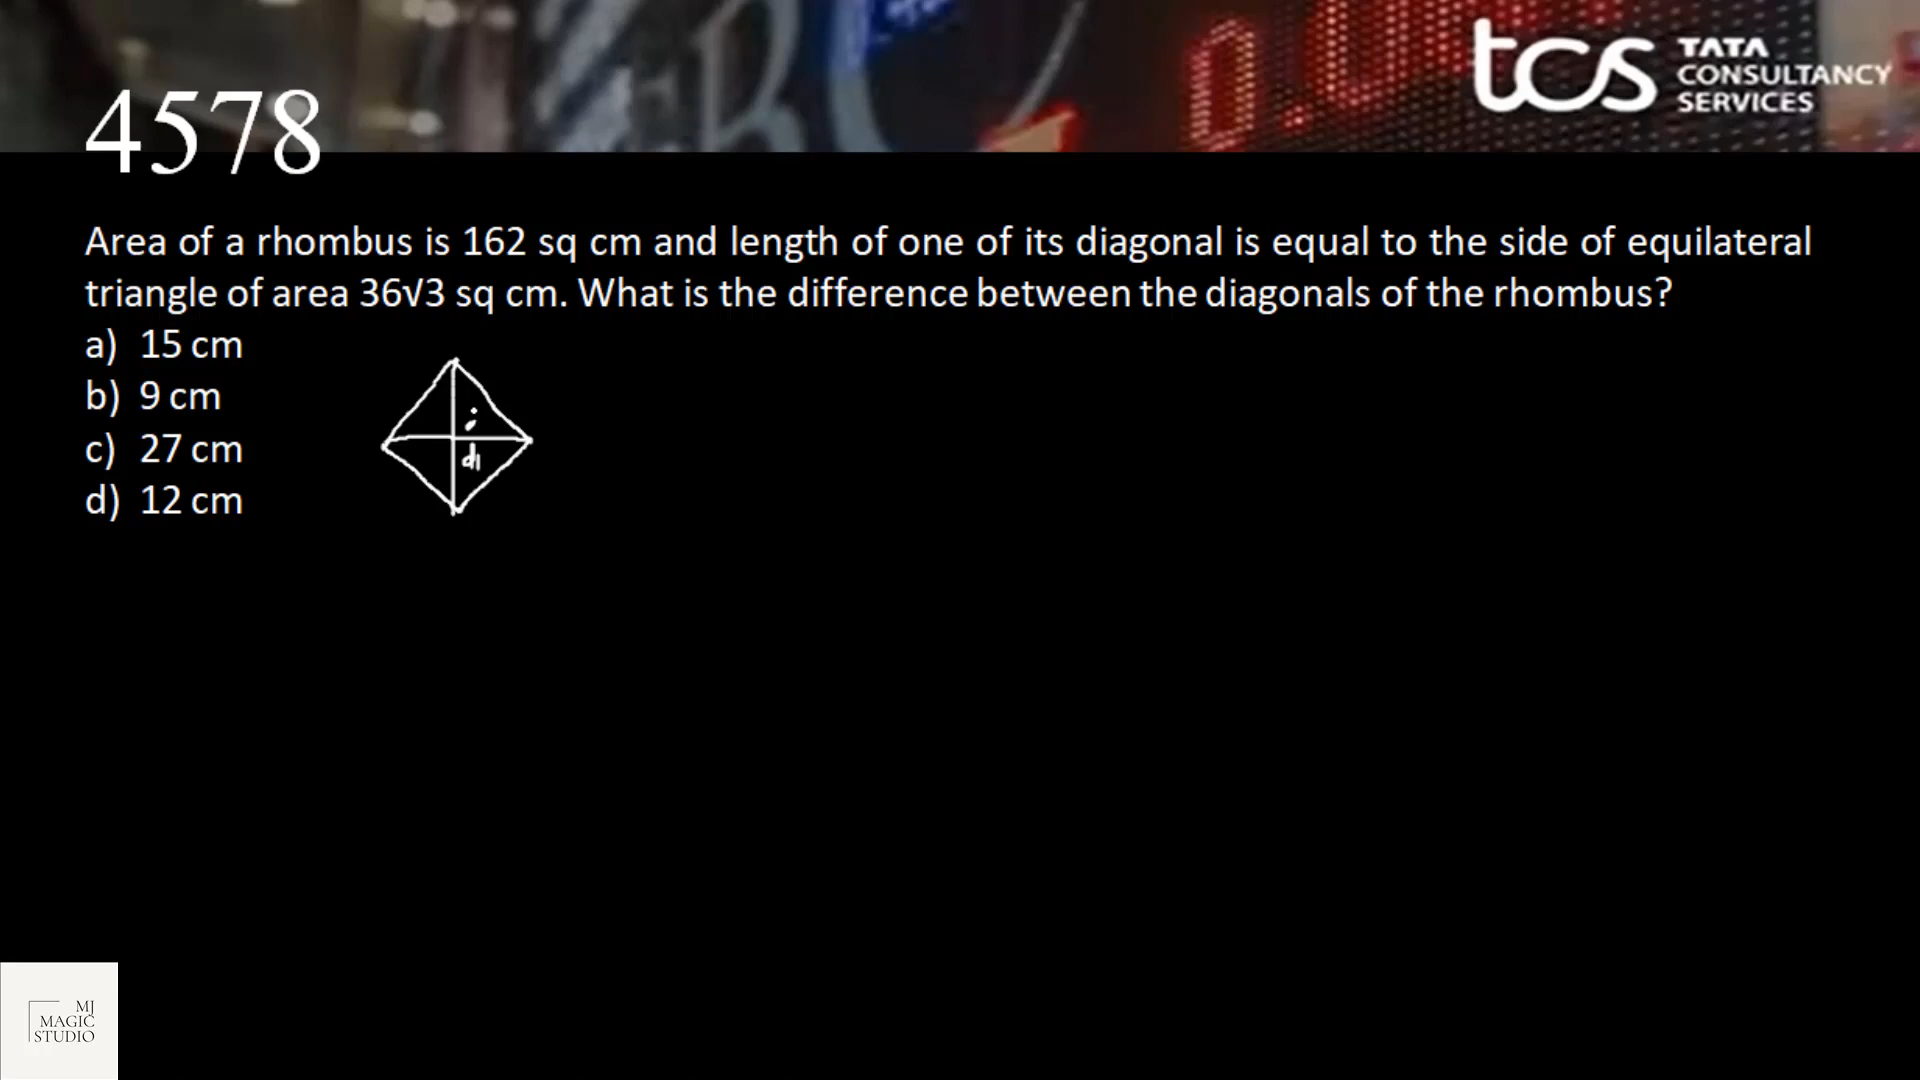 tcs TATA
CONSULTANCY
SERVICES
4578
Area of a rhombus is 162 sq cm and length of one of its diagonal is equal to the side of equilateral
triangle of area 36√3 sq cm. What is the difference between the diagonals of the rhombus?
a) 15 cm
b) 9 cm
c) 27 cm
d) 12 cm
d1
MJ
MAGIC
STUDIO